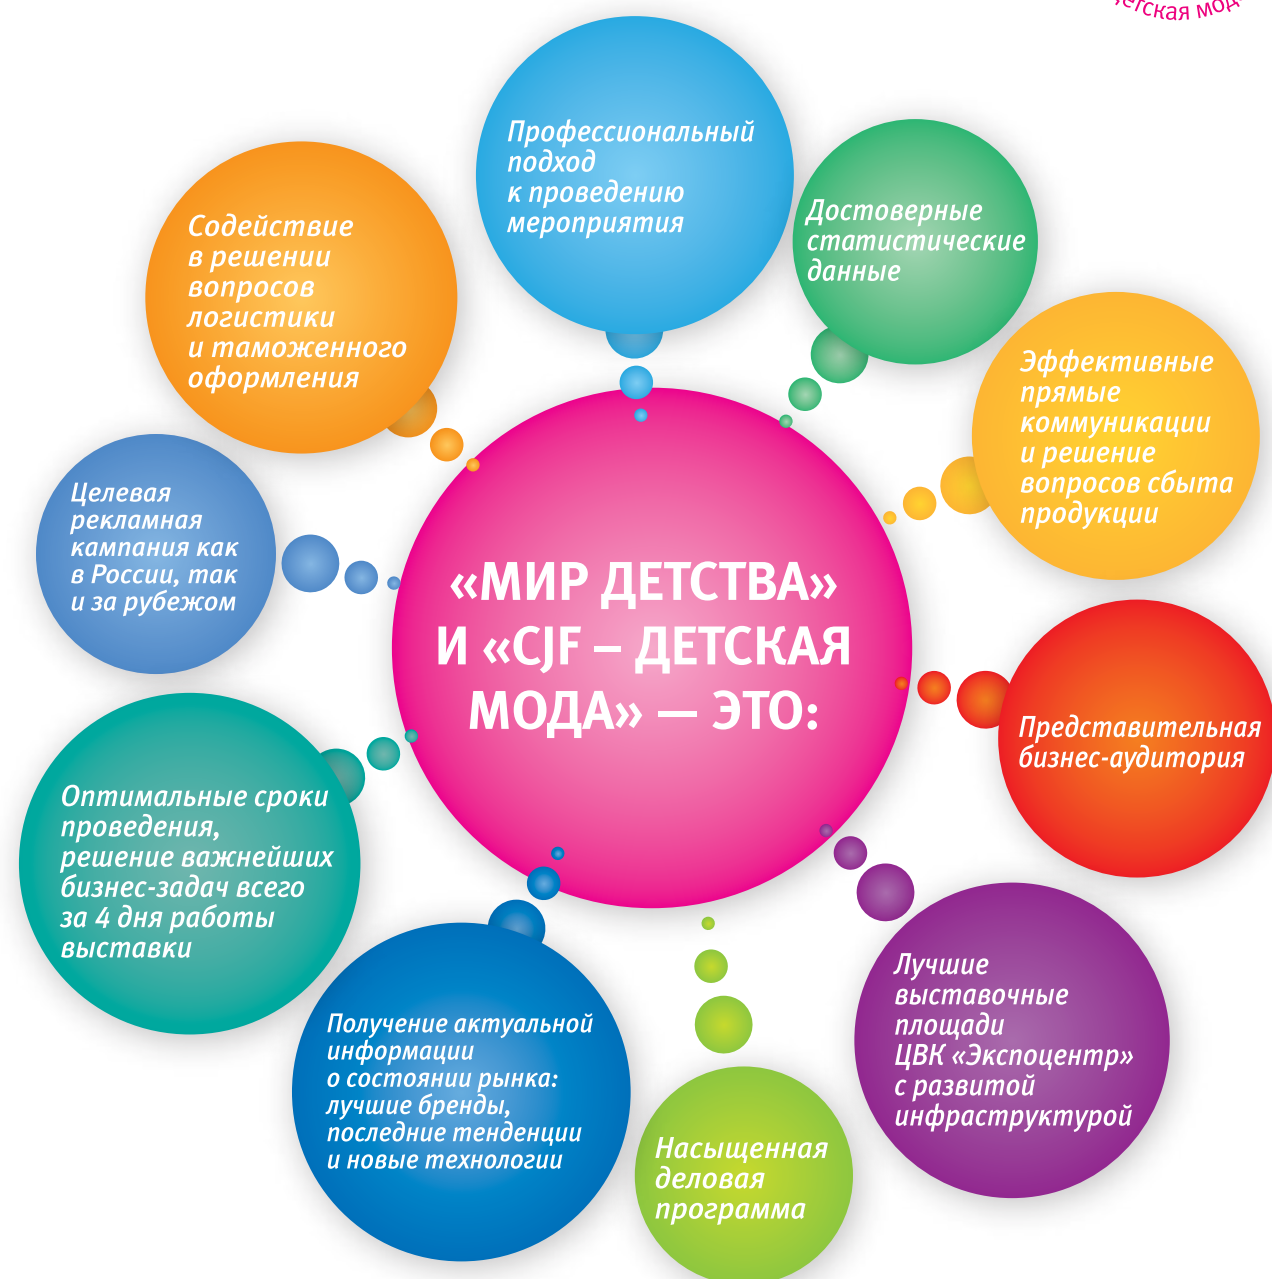 детская мод
Профессиональный
подход
к проведению
мероприятия
Достоверные
статистические
данные
Эффективные
прямые
коммуникации
и решение
вопросов сбыта
продукции
Представительная
бизнес-аудитория
Лучшие
выставочные
площади
ЦВК «Экспоцентр»
с развитой
инфраструктурой
Насыщенная
деловая
программа
Получение актуальной
информации
о состоянии рынка:
лучшие бренды,
последние тенденции
и новые технологии
Оптимальные сроки
проведения,
решение важнейших
бизнес-задач всего
за 4 дня работы
выставки
Целевая
рекламная
кампания как
в России, так
и за рубежом
Содействие
в решении
вопросов
логистики
и таможенного
оформления
«МИР ДЕТСТВА»
И «CJF – ДЕТСКАЯ
МОДА» — ЭТО: